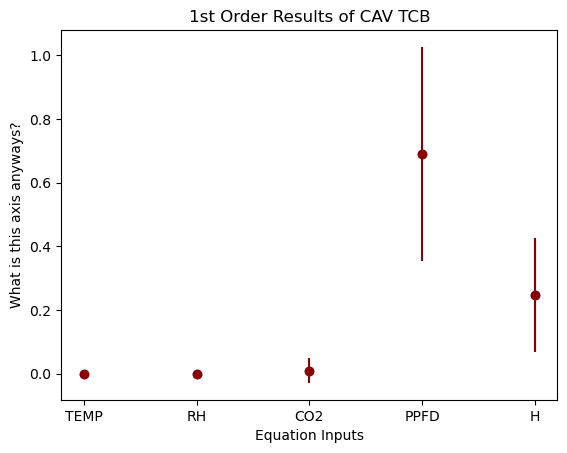 1st Order Results of CAV TCB
What is this axis anyways?
1.0
0.8
0.6
0.4
0.2
0.0
TEMP RH CO2 PPFD H
Equation Inputs